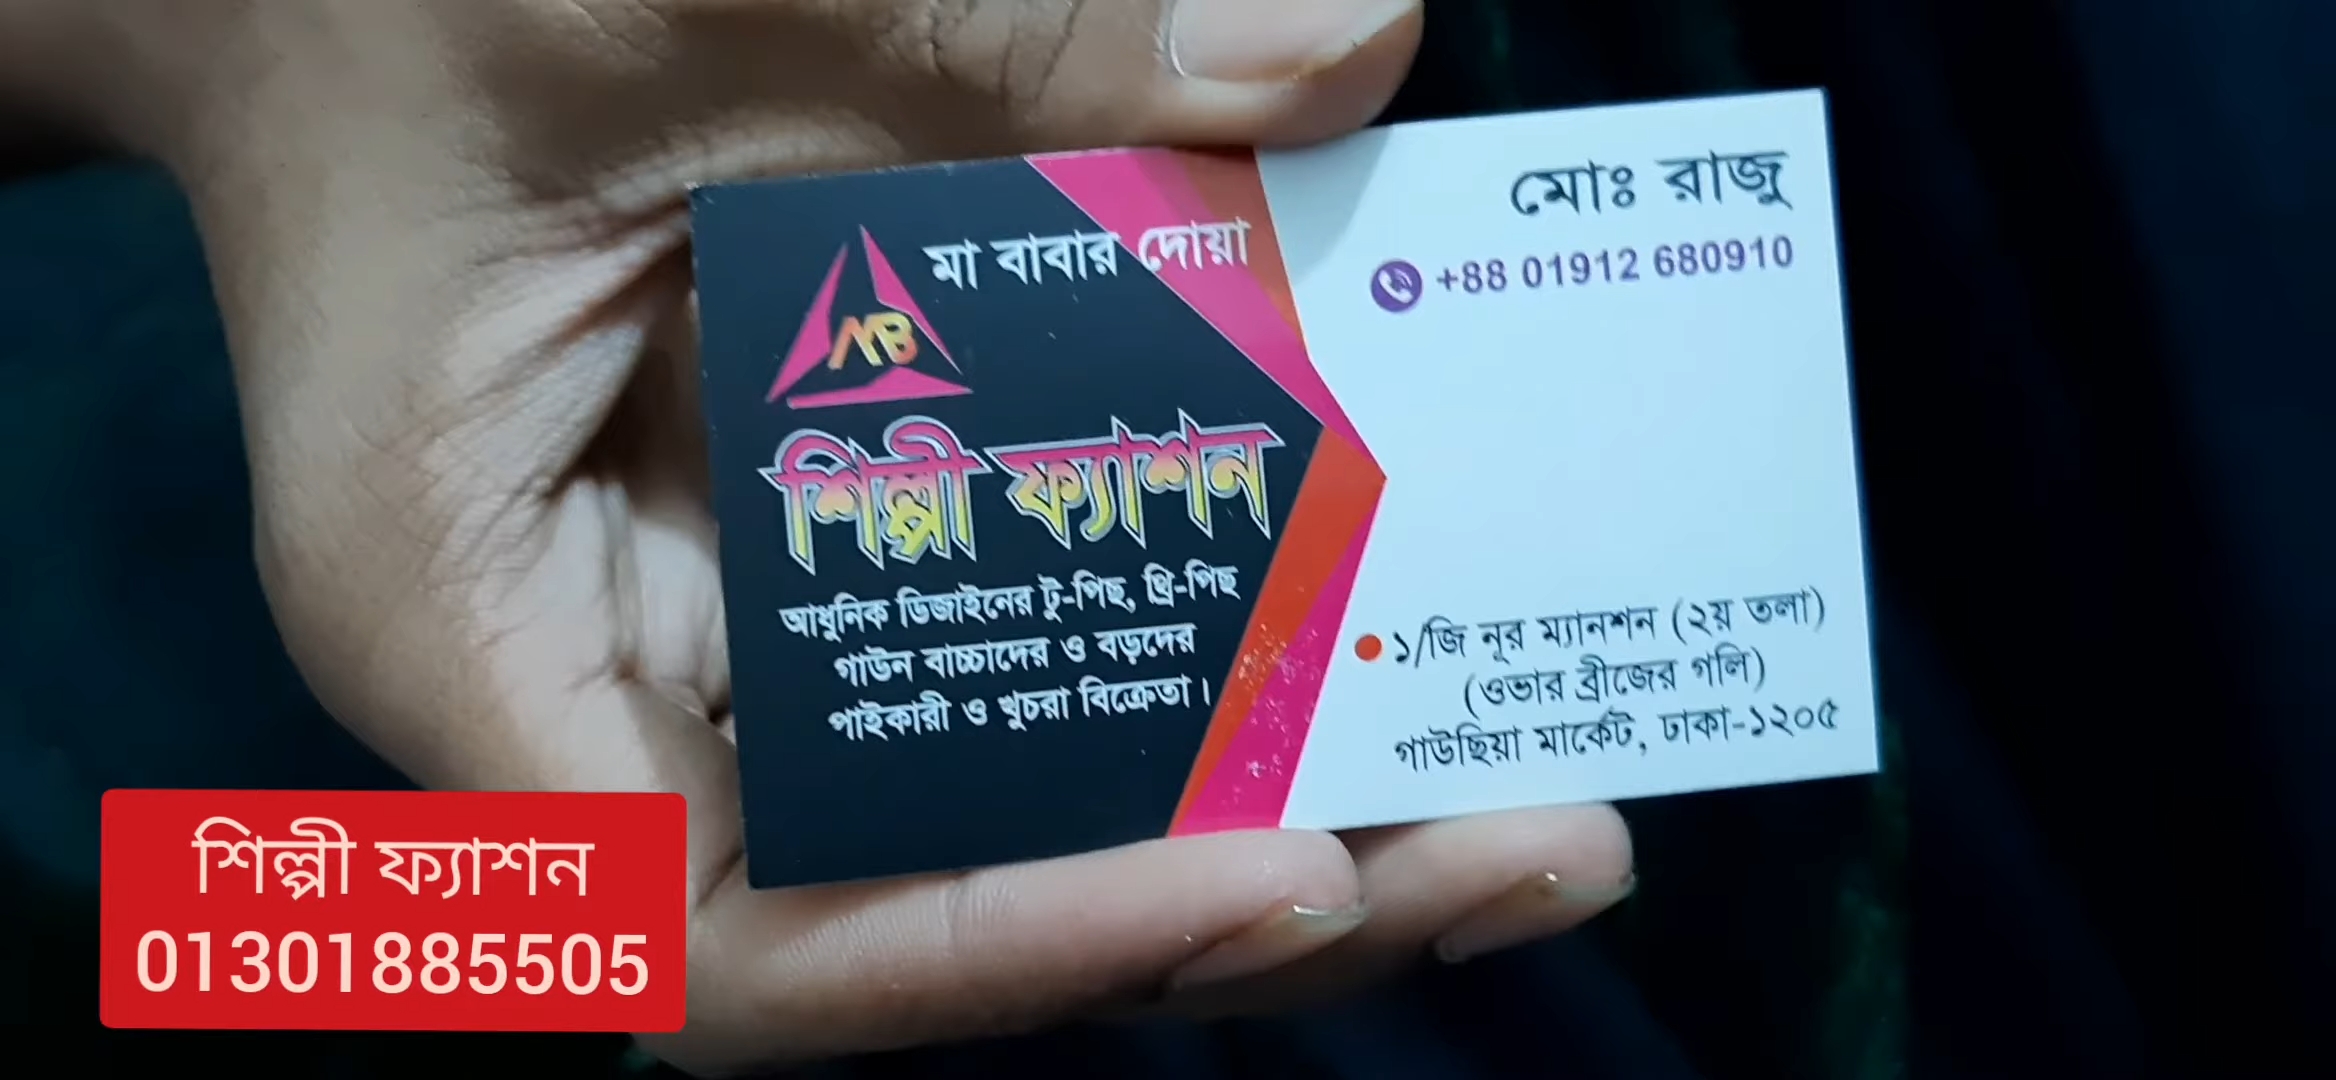 মা বাবার দোয়া
MB
শিল্পী ফ্যাশন
আধুনিক ডিজাইনের টু-পিছ, থ্রি-পিছ
গাউন বাচ্চাদের ও বড়দের
পাইকারী ও খুচরা বিক্রেতা।
মোঃ রাজু
+88 01912 680910
১/জি নূর ম্যানশন (২য় তলা)
(ওভার ব্রীজের গলি)
গাউছিয়া মার্কেট, ঢাকা-১২০৫
শিল্পী ফ্যাশন
01301885505